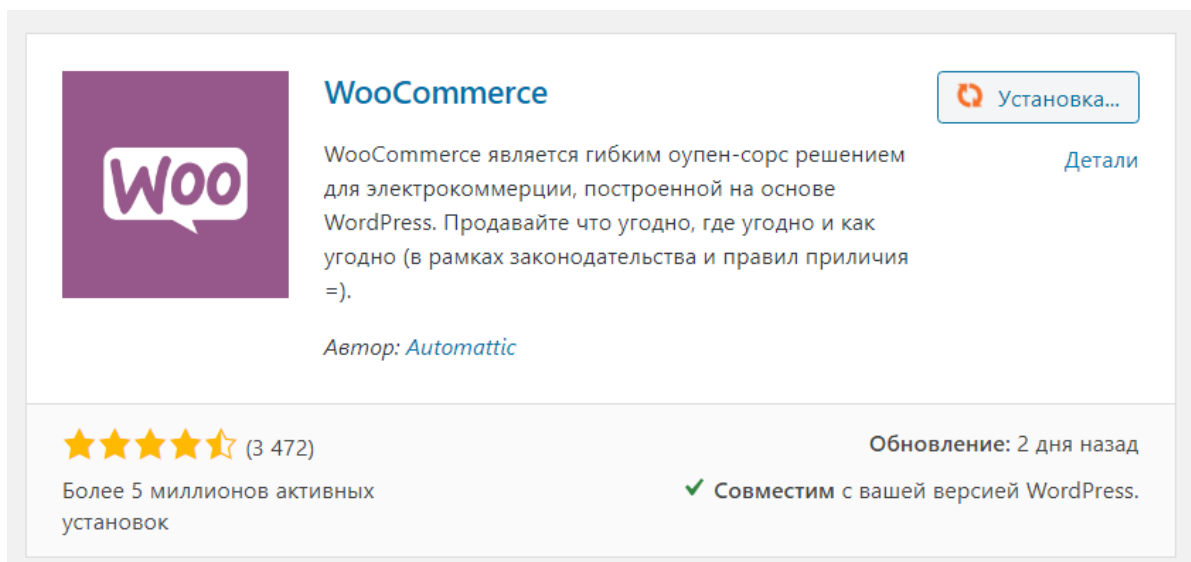 Woo
WooCommerce
Установка...
WooCommerce является гибким оупен-сорс решением
для электрокоммерции, построенной на основе
WordPress. Продавайте что угодно, где угодно и как
угодно (в рамках законодательства и правил приличия
=).
Детали
Автор: Automattic
(3 472)
Более 5 миллионов активных
установок
Обновление: 2 дня назад
Совместим с вашей версией WordPress.